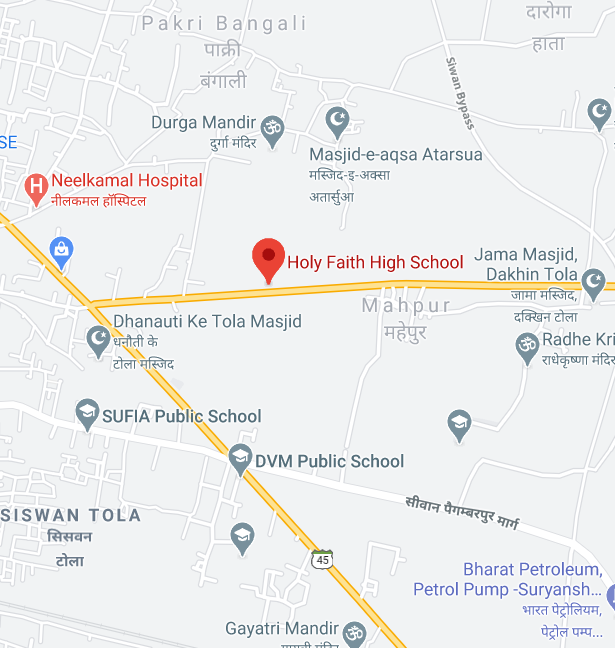 Pakri Bangali
पाक्री
बंगाली
दारोगा
हाता
Siwan Bypass
Durga Mandir
दुर्गा मंदिर
SE
Masjid-e-aqsa Atarsua
मस्जिद-इ-अक्सा
अतार्सुआ
H
Neelkamal Hospital
नीलकमल हॉस्पिटल
Holy Faith High School
Jama Masjid,
Dakhin Tola
जामा मस्जिद,
दक्खिन टोला
Mahpur
महेपुर
Dhanauti Ke Tola Masjid
धनौती के
टोला मस्जिद
Radhe Kri
राधेकृष्णा मंदिर
SUFIA Public School
DVM Public School
सीवान पैगम्बरपुर मार्ग
SISWAN TOLA
सिसवन
टोला
45
Bharat Petroleum,
Petrol Pump -Suryansh...
भारत पेट्रोलियम,
पेट्रोल पम्प...
Gayatri Mandir